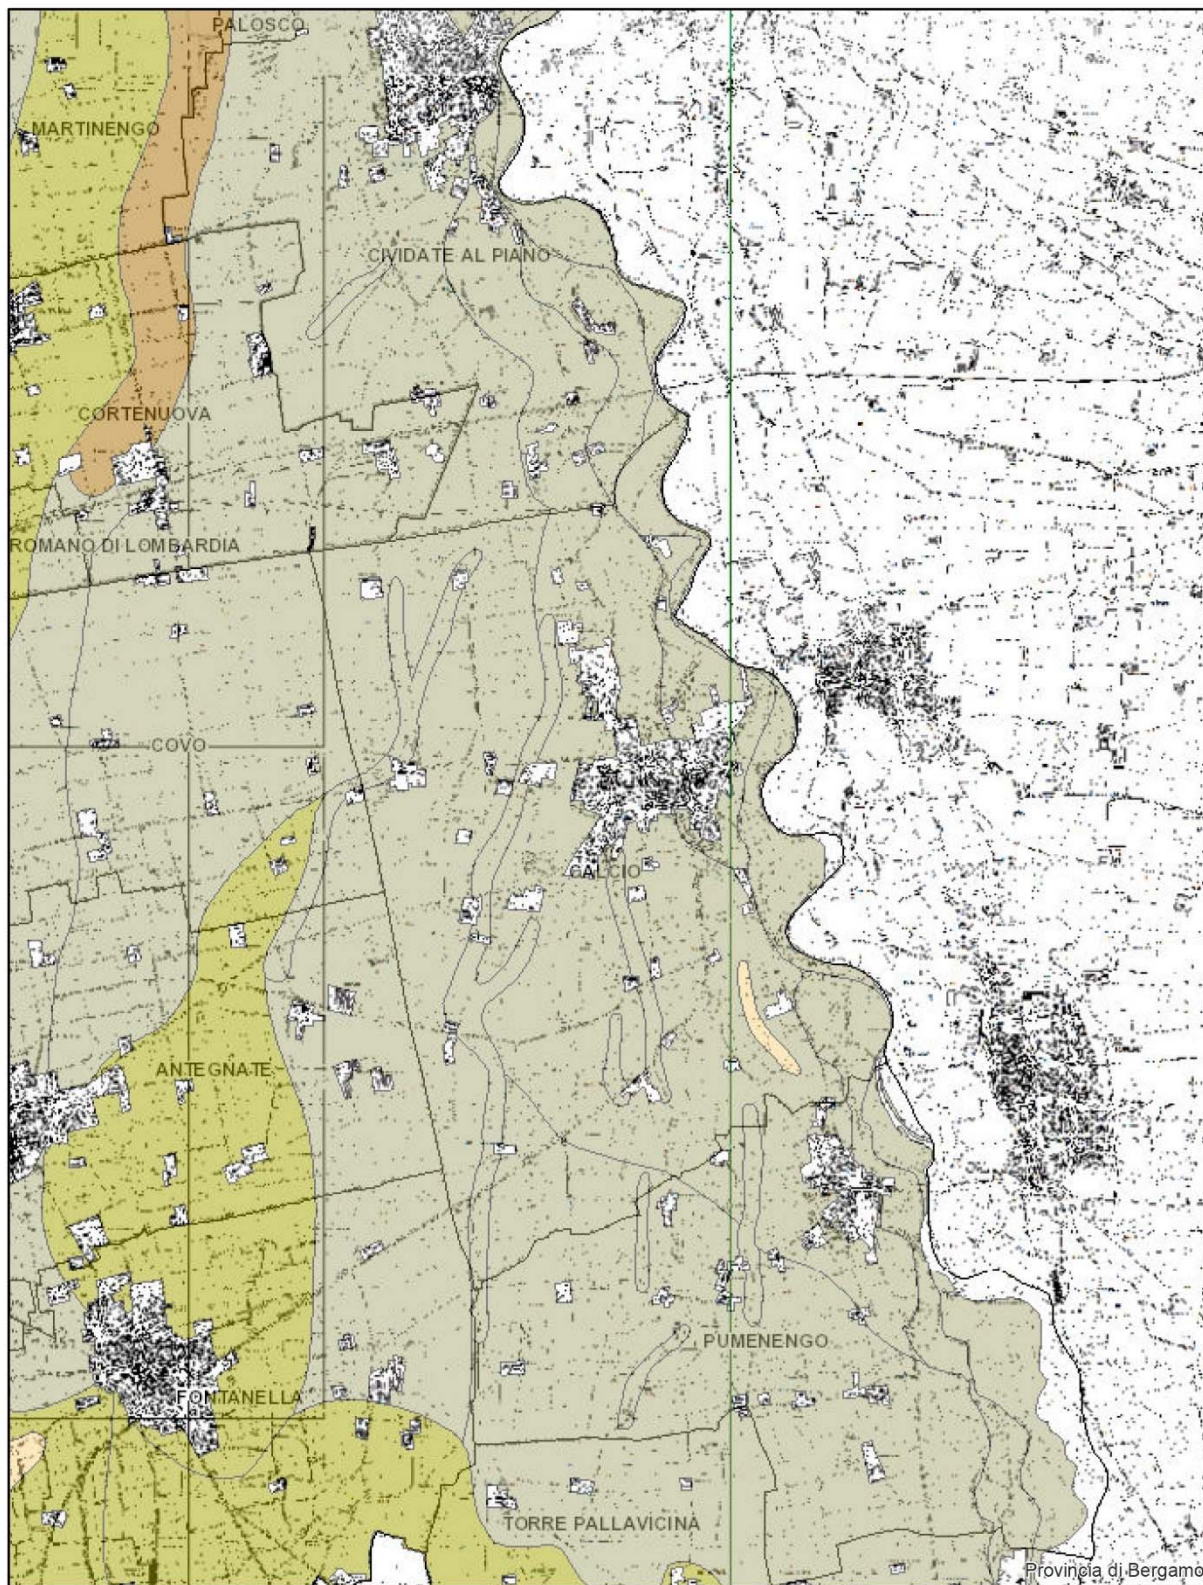 PALOSCO
MARTINENGO
CIVIDATE AL PIANO
CORTENUOVA
ROMANO DI LOMBARDIA
COVO
CALCIO
ANTEGNATE
PUMENENGO
FONTANELLA
TORRE PALLAVICINA
Provincia di Bergamo